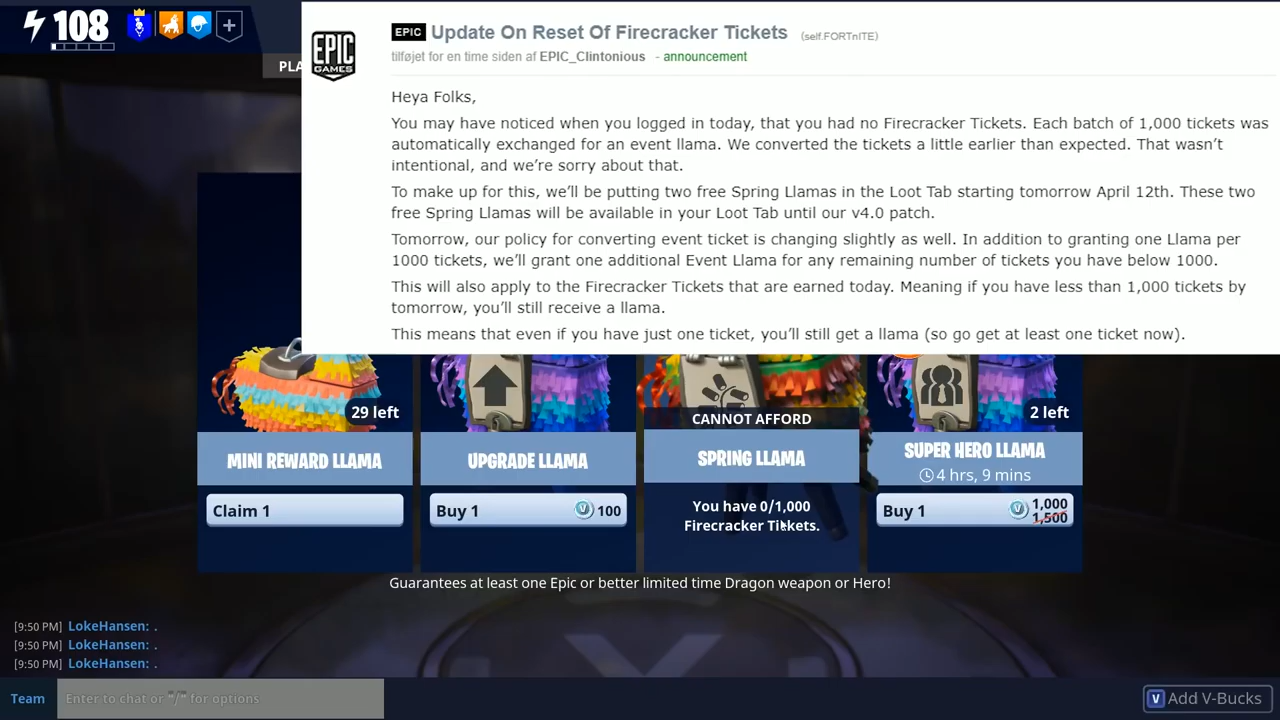 108
PLA
EPIC GAMES
EPIC Update On Reset Of Firecracker Tickets (self.FORTnITE)
tilføjet for en time siden af EPIC_Clintonious - announcement
Heya Folks,
You may have noticed when you logged in today, that you had no Firecracker Tickets. Each batch of 1,000 tickets was
automatically exchanged for an event llama. We converted the tickets a little earlier than expected. That wasn't
intentional, and we're sorry about that.
To make up for this, we'll be putting two free Spring Llamas in the Loot Tab starting tomorrow April 12th. These two
free Spring Llamas will be available in your Loot Tab until our v4.0 patch.
Tomorrow, our policy for converting event ticket is changing slightly as well. In addition to granting one Llama per
1000 tickets, we'll grant one additional Event Llama for any remaining number of tickets you have below 1000.
This will also apply to the Firecracker Tickets that are earned today. Meaning if you have less than 1,000 tickets by
tomorrow, you'll still receive a llama.
This means that even if you have just one ticket, you'll still get a llama (so go get at least one ticket now).
29 left
MINI REWARD LLAMA
Claim 1
UPGRADE LLAMA
Buy 1 V 100
CANNOT AFFORD
SPRING LLAMA
You have 0/1,000
Firecracker Tickets.
2 left
SUPER HERO LLAMA
4 hrs, 9 mins
Buy 1 V 1,000
1,500
Guarantees at least one Epic or better limited time Dragon weapon or Hero!
[9:50 PM] LokeHansen: .
[9:50 PM] LokeHansen: .
[9:50 PM] LokeHansen: .
Team Enter to chat or "/" for options
V Add V-Bucks